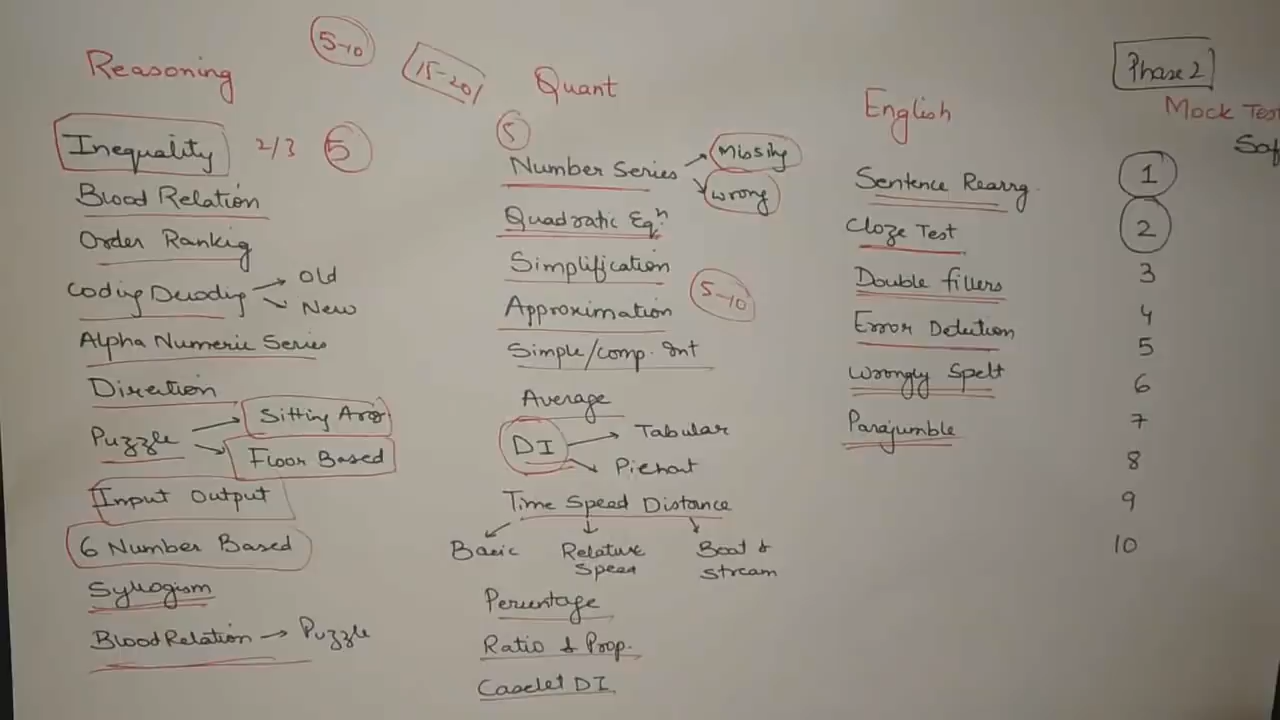 5-10
15-20
Reasoning
Inequality 2/3 5
Blood Relation
Order Ranking
Coding Decoding
Old
New
Alpha Numeric Series
Direction
Puzzle
Sitting Arrg
Floor Based
Input Output
6 Number Based
Syllogism
Blood Relation → Puzzle
Quant
5
Number Series
Missing
Wrong
Quadratic Eqⁿ
Simplification
Approximation
5-10
Simple/comp. Int
Average
DI
Tabular
Piechart
Time Speed Distance
Basic
Relative Speed
Boat & stream
Percentage
Ratio & Prop.
Caselet DI
English
Sentence Rearrg.
Cloze Test
Double fillers
Error Detection
Wrongly Spelt
Parajumble
Phase 2
Mock Tes
1
2
3
4
5
6
7
8
9
10